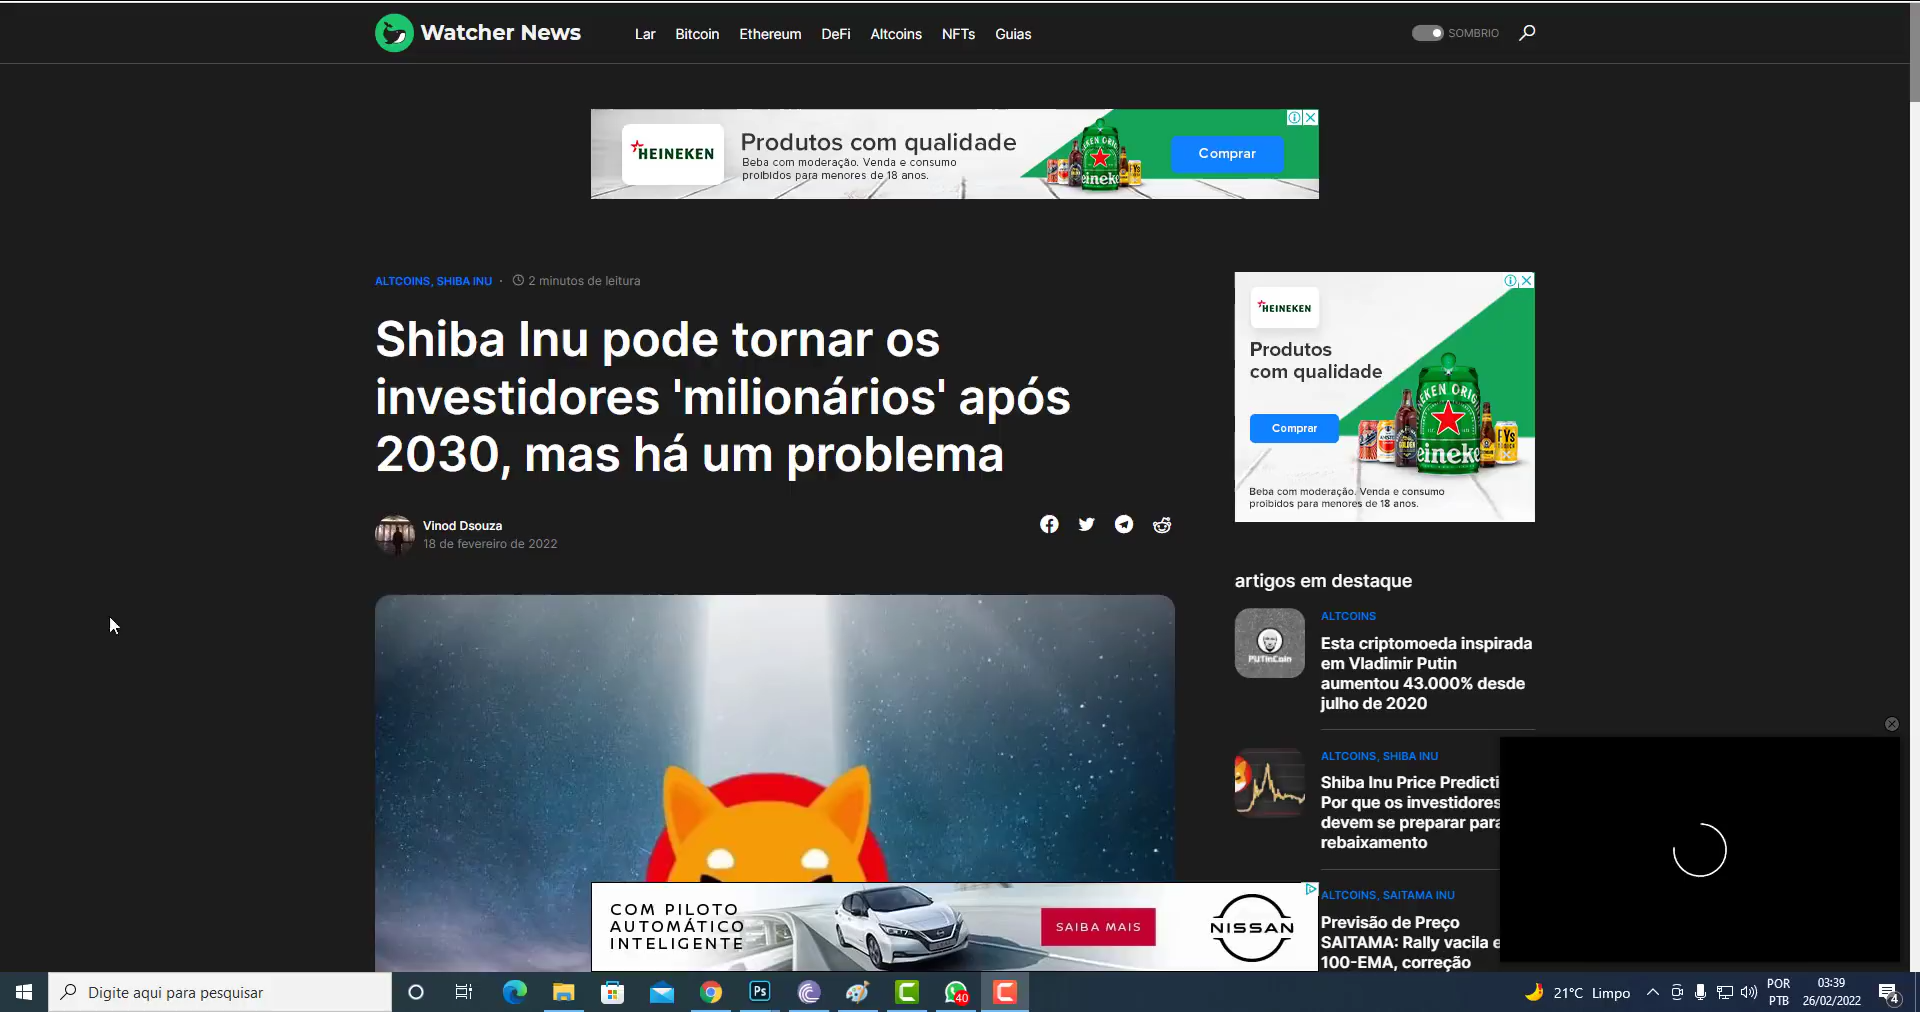 Watcher News
Lar Bitcoin Ethereum DeFi Altcoins NFTs Guias
SOMBRIO
HEINEKEN
Produtos com qualidade
Beba com moderação. Venda e consumo
proibidos para menores de 18 anos.
Comprar
ALTCOINS, SHIBA INU · 2 minutos de leitura
Shiba Inu pode tornar os
investidores 'milionários' após
2030, mas há um problema
Vinod Dsouza
18 de fevereiro de 2022
HEINEKEN
Produtos
com qualidade
Comprar
Beba com moderação. Venda e consumo
proibidos para menores de 18 anos.
artigos em destaque
PUTinCoin
ALTCOINS
Esta criptomoeda inspirada
em Vladimir Putin
aumentou 43.000% desde
julho de 2020
ALTCOINS, SHIBA INU
Shiba Inu Price Predicti
Por que os investidores
devem se preparar para
rebaixamento
ALTCOINS, SAITAMA INU
Previsão de Preço
SAITAMA: Rally vacila e
100-EMA, correção
COM PILOTO
AUTOMÁTICO
INTELIGENTE
SAIBA MAIS
NISSAN
Digite aqui para pesquisar
Ps
40
21°C Limpo
POR
PTB
03:39
26/02/2022
4